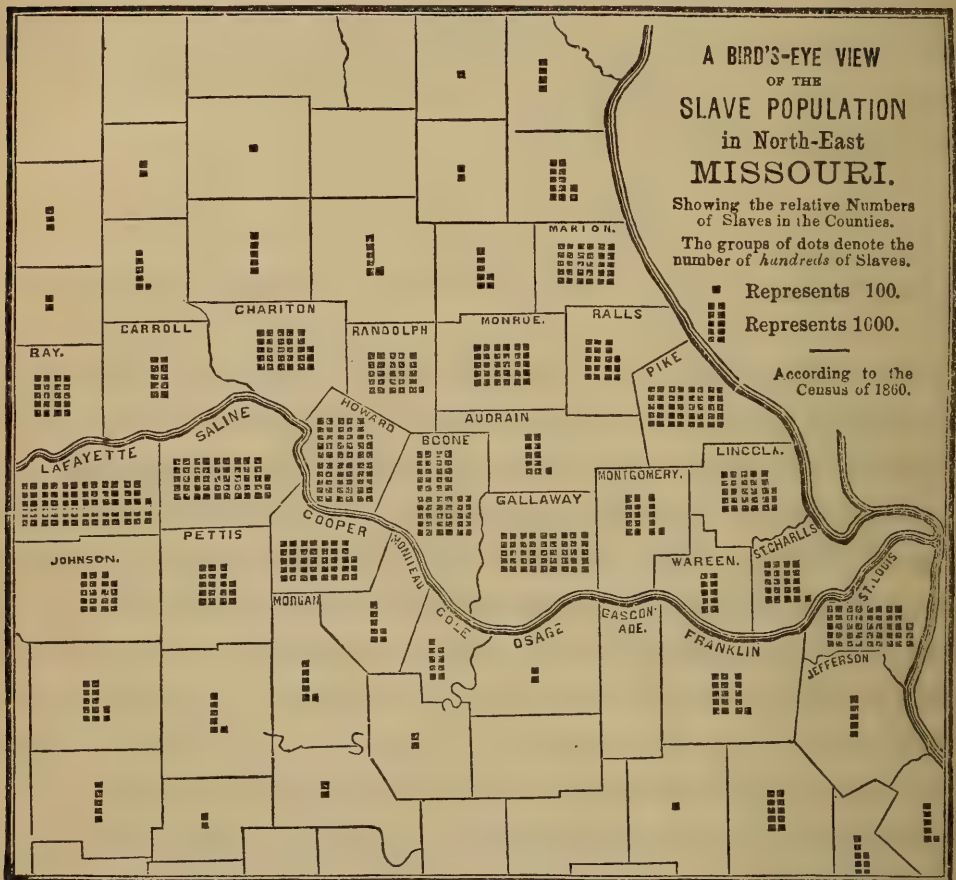 A BIRD'S-EYE VIEW
OF THE
SLAVE POPULATION
in North-East
MISSOURI.
Showing the relative Numbers
of Slaves in the Counties.
The groups of dots denote the
number of hundreds of Slaves.
Represents 100.
Represents 1000.
According to the
Census of 1860.
MARION.
CHARITON
CARROLL
RANDOLPH
MONRUE.
RALLS
RAY.
PIKE
HOWARD
AUDRAIN
SALINE
BOONE
LAFAYETTE
LINCCLA.
MONTGOMERY.
GALLAWAY
COOPER
PETTIS
ST. CHARLLS
JOHNSON.
MONITEAU
WAREEN.
ST. LOUIS
MORGAN
COLE
OSAGE
GASCON-
ADE.
FRANKLIN
JEFFERSON